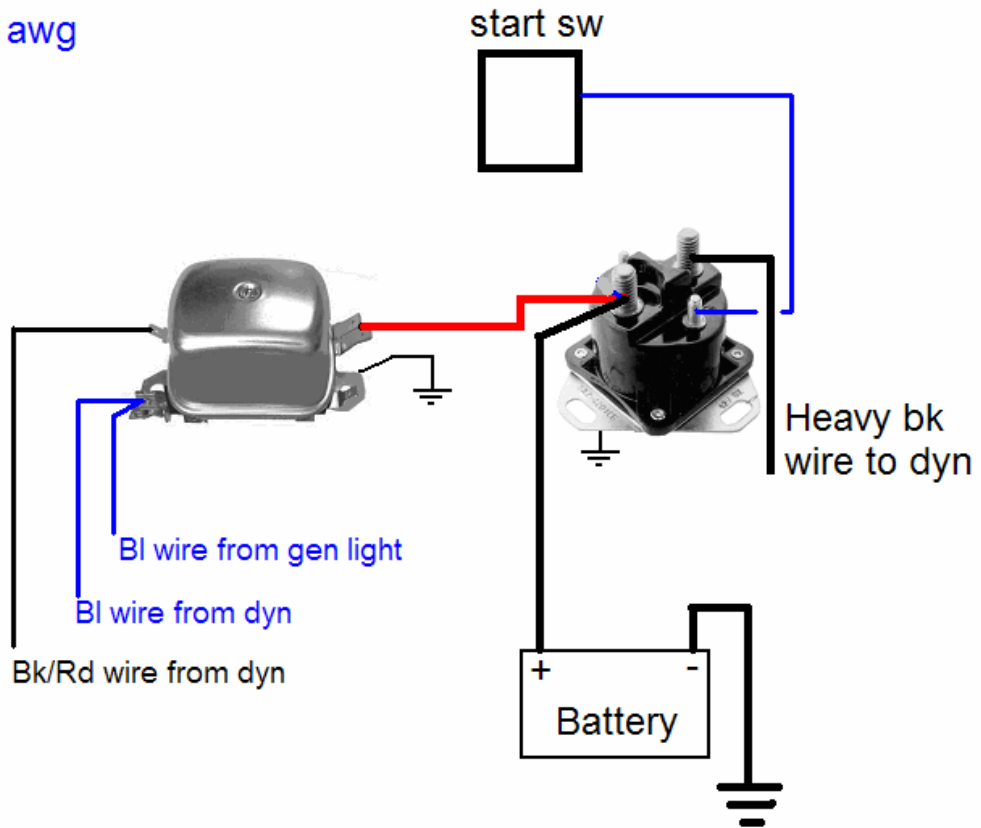 awg
start sw
Heavy bk
wire to dyn
Bl wire from gen light
Bl wire from dyn
Bk/Rd wire from dyn
+ -
Battery